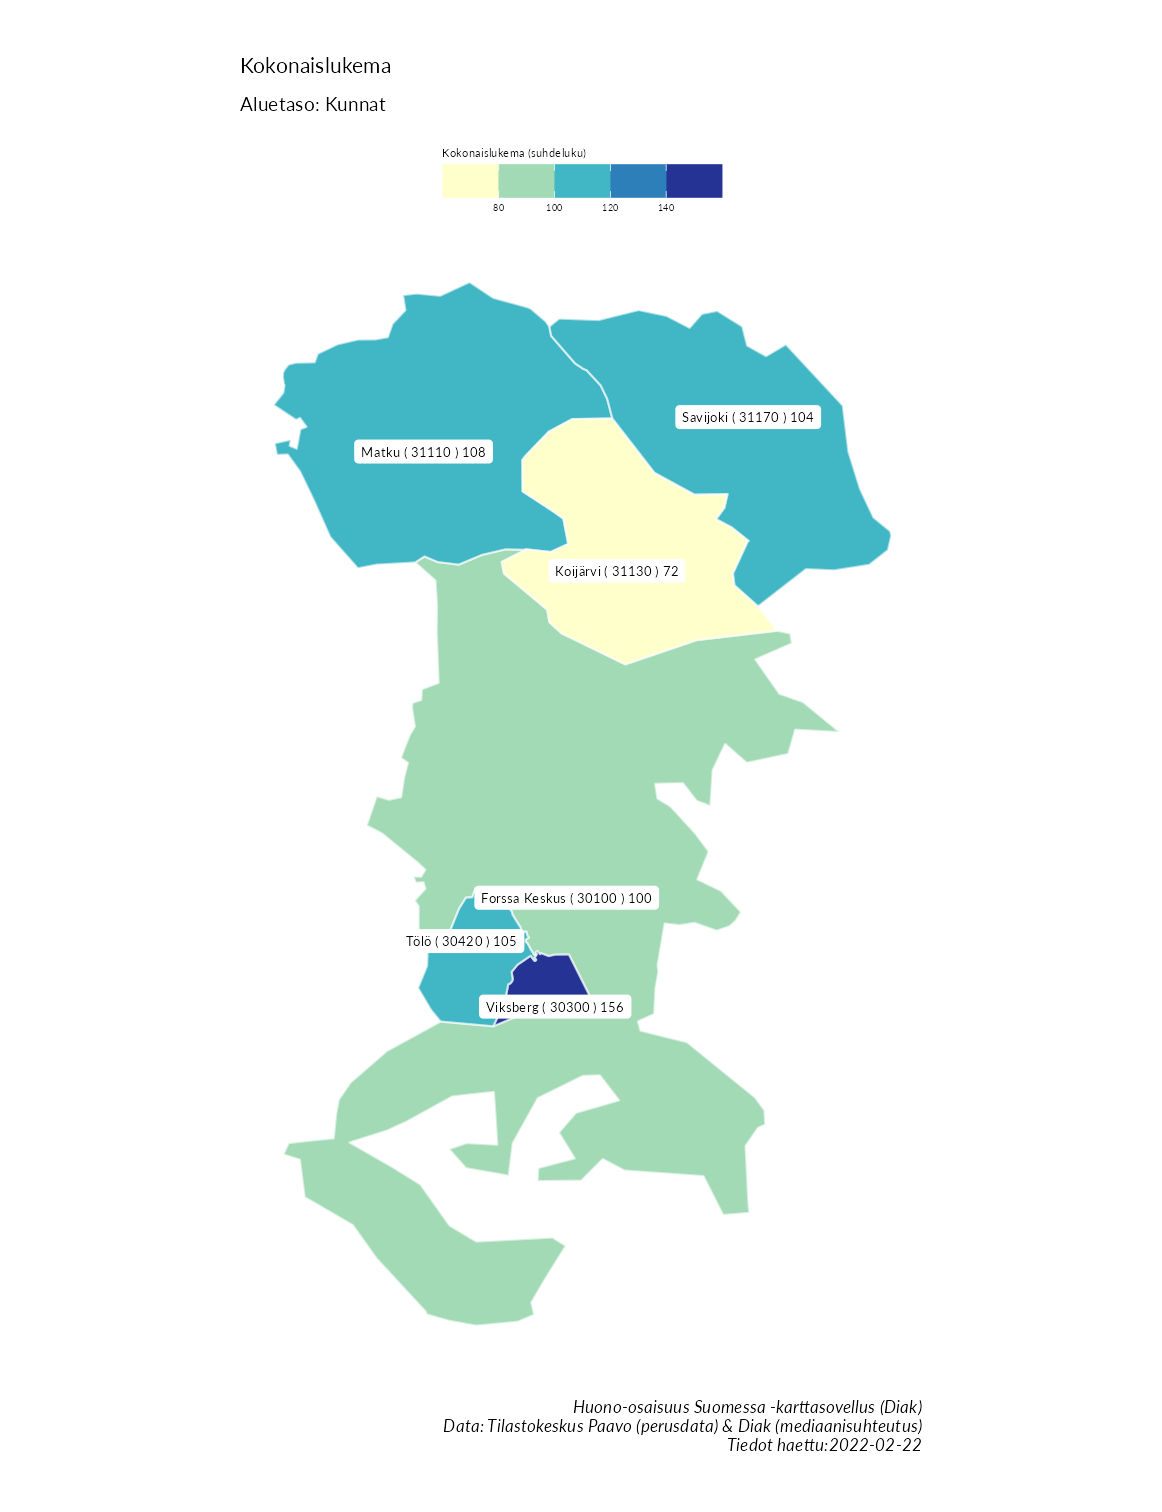 Kokonaislukema
Aluetaso: Kunnat
Kokonaislukema (suhdeluku)
80 100 120 140
Savijoki ( 31170 ) 104
Matku ( 31110 ) 108
Koijärvi ( 31130 ) 72
Forssa Keskus ( 30100 ) 100
Tölö ( 30420 ) 105
Viksberg ( 30300 ) 156
Huono-osaisuus Suomessa -karttasovellus (Diak)
Data: Tilastokeskus Paavo (perusdata) & Diak (mediaanisuhteutus)
Tiedot haettu:2022-02-22